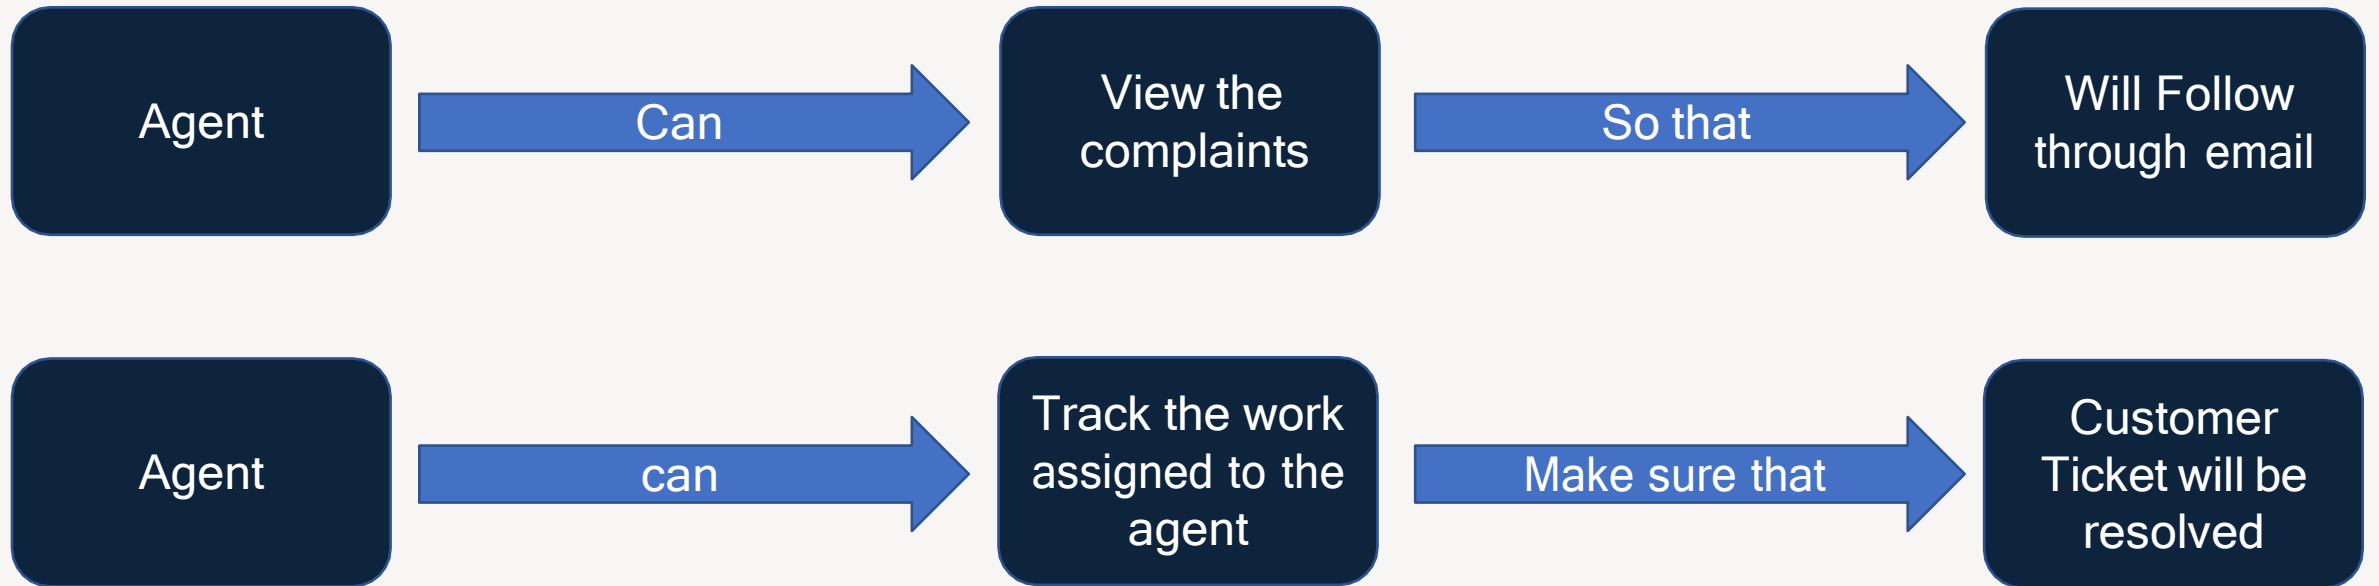 Agent
Can
View the
complaints
So that
Will Follow
through email
Agent
can
Track the work
assigned to the
agent
Make sure that
Customer
Ticket will be
resolved